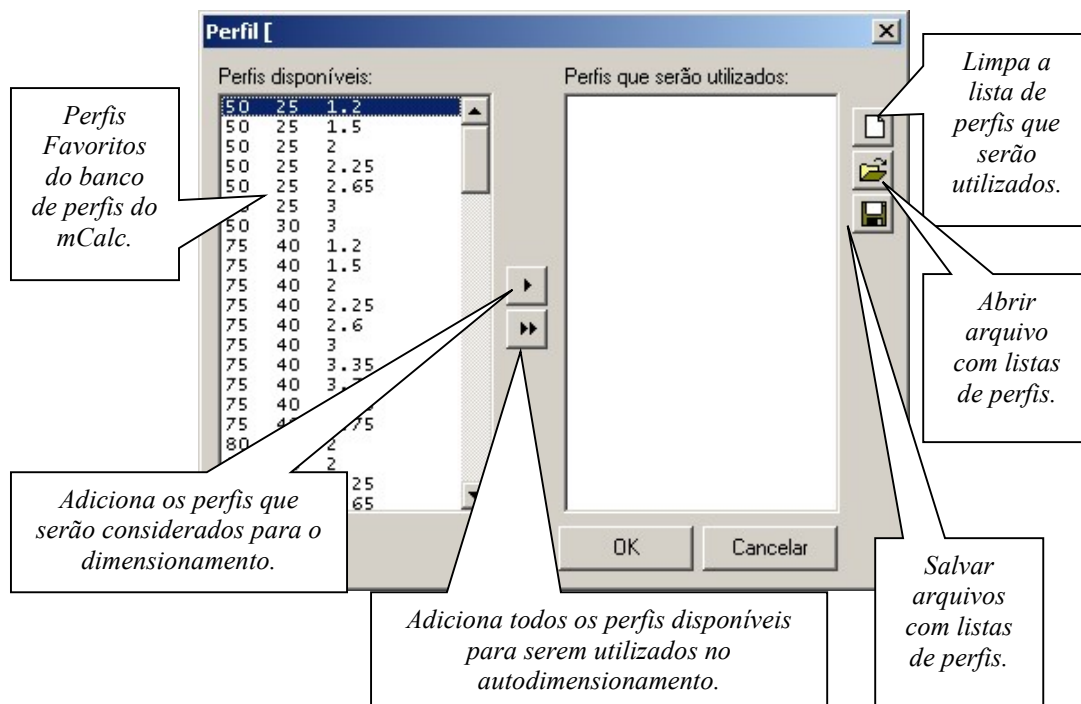 Perfil [
Perfis disponíveis:
Perfis que serão utilizados:
50 25 1.2
50 25 1.5
50 25 2
50 25 2.25
50 25 2.65
25 3
50 30 3
75 40 1.2
75 40 1.5
75 40 2
75 40 2.25
75 40 2.6
75 40 3
75 40 3.35
75 40
75 40
75
80 2
2
25
65
OK
Cancelar
Perfis
Favoritos
do banco
de perfis do
mCalc.
Limpa a
lista de
perfis que
serão
utilizados.
Abrir
arquivo
com listas
de perfis.
Adiciona os perfis que
serão considerados para o
dimensionamento.
Adiciona todos os perfis disponíveis
para serem utilizados no
autodimensionamento.
Salvar
arquivos
com listas
de perfis.